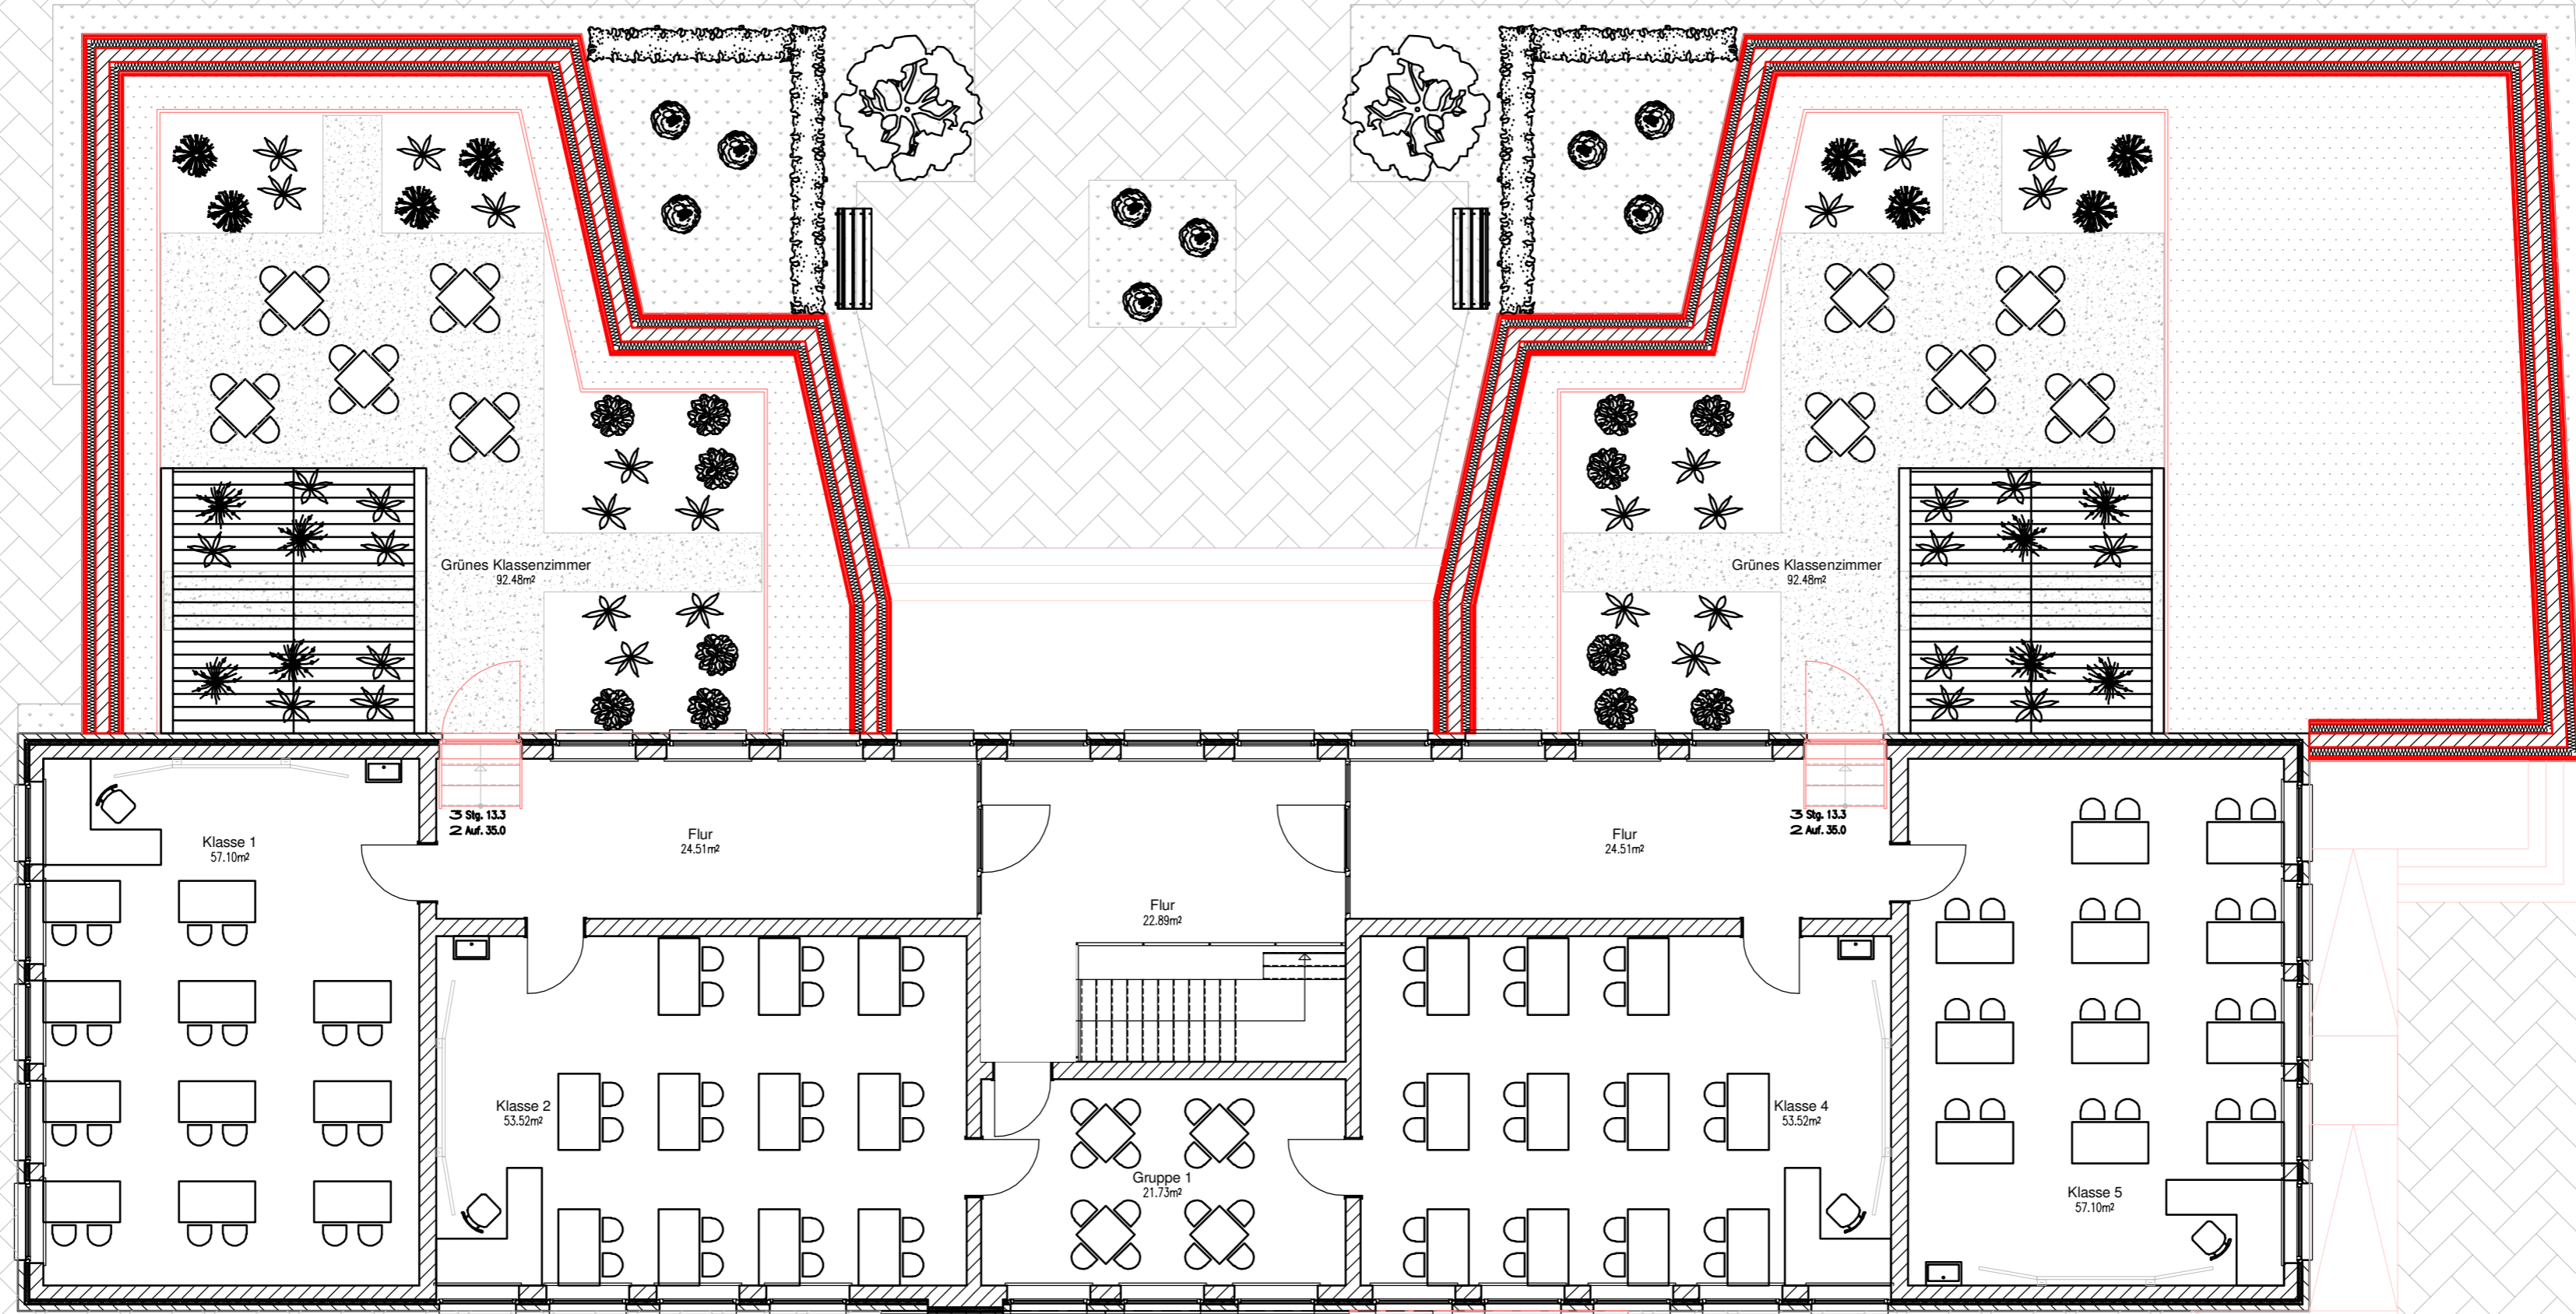 Grünes Klassenzimmer
92.48m²
Grünes Klassenzimmer
92.48m²
3 Stg. 13.3
2 Auf. 35.0
3 Stg. 13.3
2 Auf. 35.0
Klasse 1
57.10m²
Flur
24.51m²
Flur
24.51m²
Flur
22.89m²
Klasse 2
53.52m²
Klasse 4
53.52m²
Gruppe 1
21.73m²
Klasse 5
57.10m²